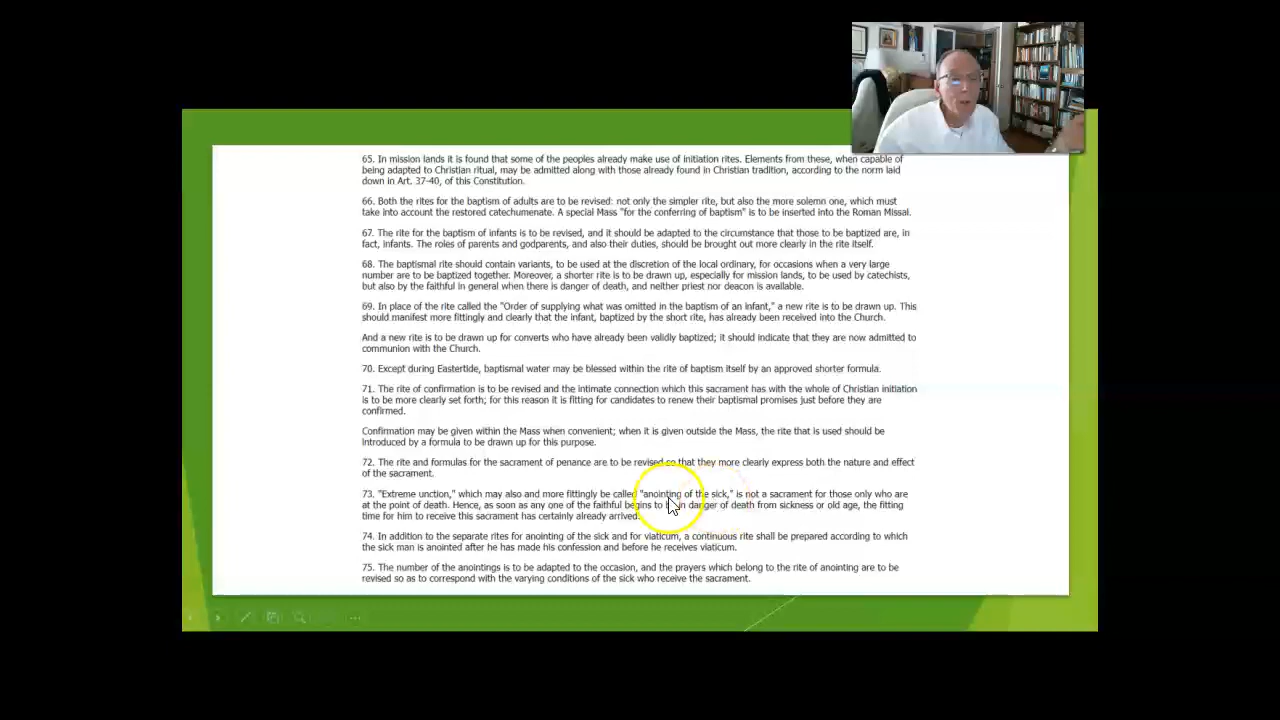 65. In mission lands it is found that some of the peoples already make use of initiation rites. Elements from these, when capable of
being adapted to Christian ritual, may be admitted along with those already found in Christian tradition, according to the norm laid
down in Art. 37-40, of this Constitution.
66. Both the rites for the baptism of adults are to be revised: not only the simpler rite, but also the more solemn one, which must
take into account the restored catechumenate. A special Mass "for the conferring of baptism" is to be inserted into the Roman Missal.
67. The rite for the baptism of infants is to be revised, and it should be adapted to the circumstance that those to be baptized are, in
fact, infants. The roles of parents and godparents, and also their duties, should be brought out more clearly in the rite itself.
68. The baptismal rite should contain variants, to be used at the discretion of the local ordinary, for occasions when a very large
number are to be baptized together. Moreover, a shorter rite is to be drawn up, especially for mission lands, to be used by catechists,
but also by the faithful in general when there is danger of death, and neither priest nor deacon is available.
69. In place of the rite called the "Order of supplying what was omitted in the baptism of an infant," a new rite is to be drawn up. This
should manifest more fittingly and clearly that the infant, baptized by the short rite, has already been received into the Church.
And a new rite is to be drawn up for converts who have already been validly baptized; it should indicate that they are now admitted to
communion with the Church.
70. Except during Eastertide, baptismal water may be blessed within the rite of baptism itself by an approved shorter formula.
71. The rite of confirmation is to be revised and the intimate connection which this sacrament has with the whole of Christian initiation
is to be more clearly set forth; for this reason it is fitting for candidates to renew their baptismal promises just before they are
confirmed.
Confirmation may be given within the Mass when convenient; when it is given outside the Mass, the rite that is used should be
introduced by a formula to be drawn up for this purpose.
72. The rite and formulas for the sacrament of penance are to be revised so that they more clearly express both the nature and effect
of the sacrament.
73. "Extreme unction," which may also and more fittingly be called "anointing of the sick," is not a sacrament for those only who are
at the point of death. Hence, as soon as any one of the faithful begins to be in danger of death from sickness or old age, the fitting
time for him to receive this sacrament has certainly already arrived.
74. In addition to the separate rites for anointing of the sick and for viaticum, a continuous rite shall be prepared according to which
the sick man is anointed after he has made his confession and before he receives viaticum.
75. The number of the anointings is to be adapted to the occasion, and the prayers which belong to the rite of anointing are to be
revised so as to correspond with the varying conditions of the sick who receive the sacrament.